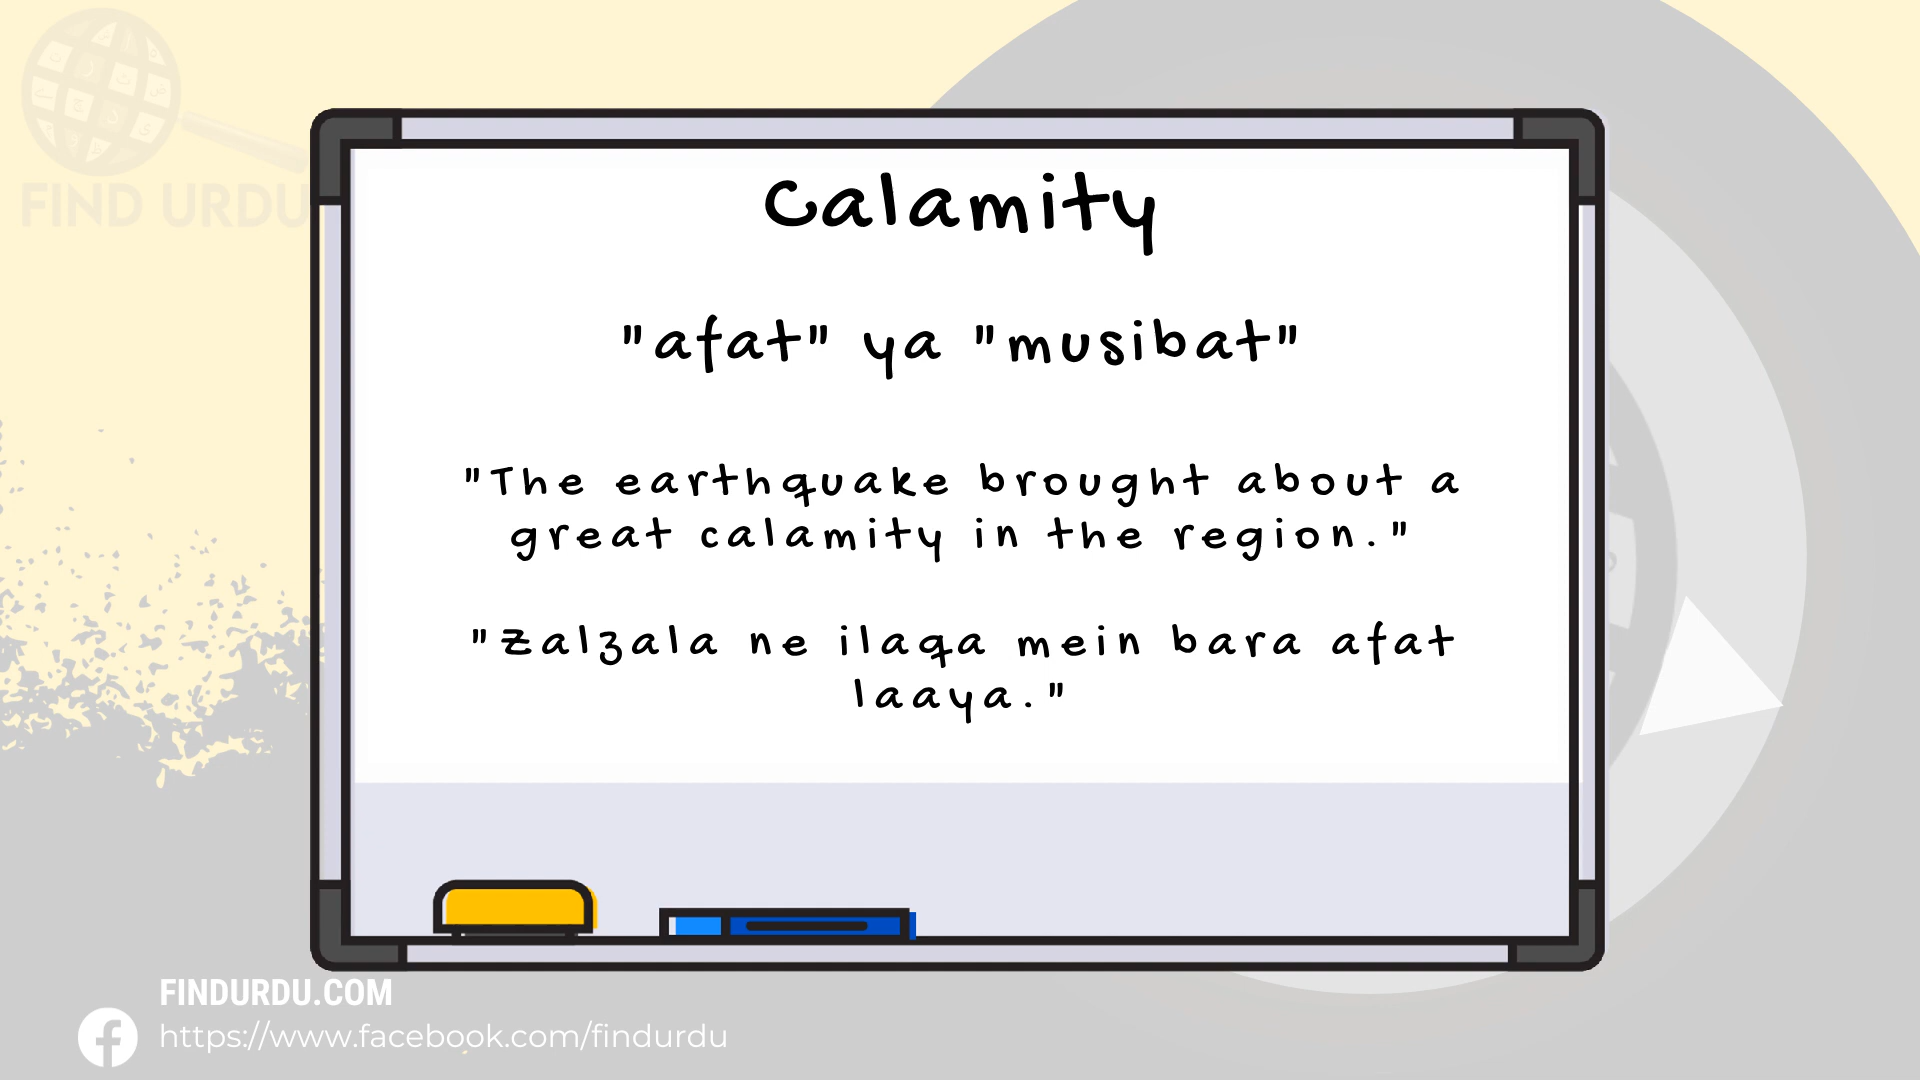 FIND URDU
Calamity
"afat" ya "musibat"
"The earthquake brought about a
great calamity in the region."
"Zalzala ne ilaqa mein bara afat
laaya."
FINDURDU.COM
https://www.facebook.com/findurdu